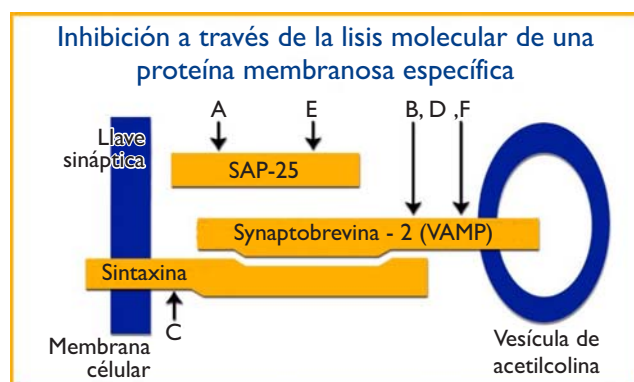 Inhibición a través de la lisis molecular de una
proteína membranosa específica
A
E
B, D ,F
Llave
sináptica
SAP-25
Synaptobrevina - 2 (VAMP)
Sintaxina
C
Membrana
célular
Vesícula de
acetilcolina